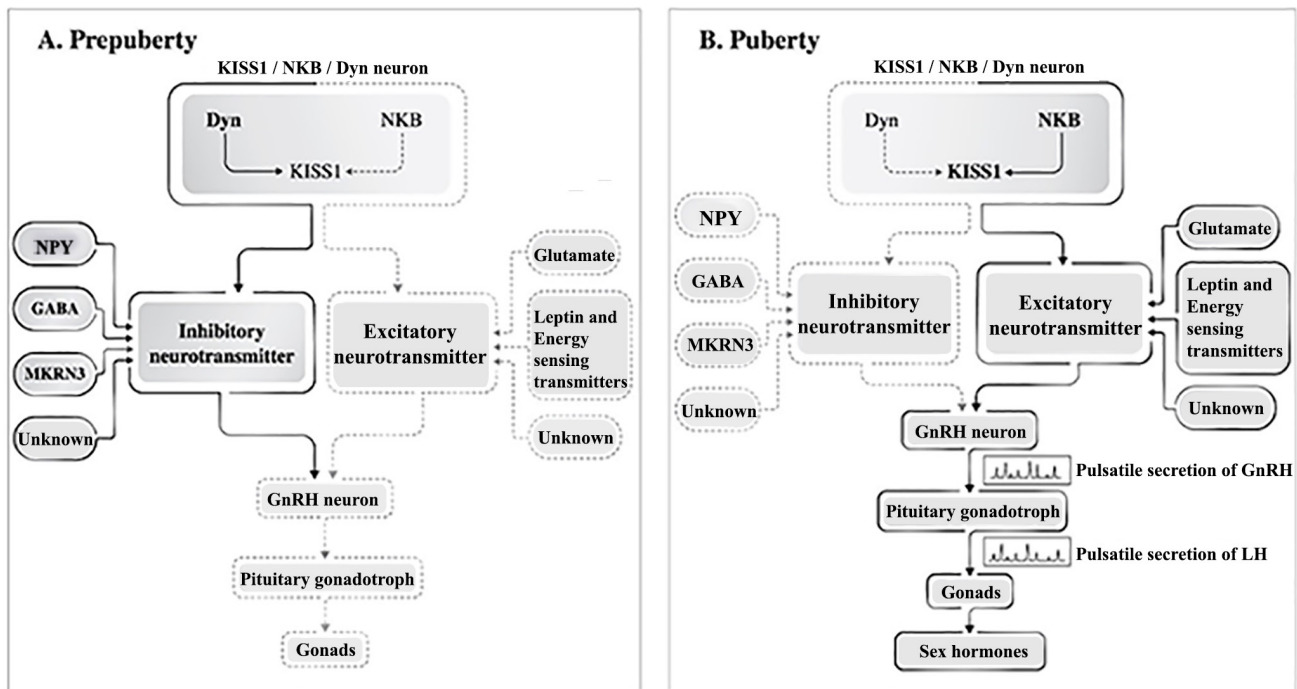 A. Prepuberty
KISS1 / NKB / Dyn neuron
Dyn
NKB
KISS1
NPY
GABA
MKRN3
Unknown
Inhibitory
neurotransmitter
Excitatory
neurotransmitter
Glutamate
Leptin and
Energy
sensing
transmitters
Unknown
GnRH neuron
Pituitary gonadotroph
Gonads
B. Puberty
KISS1 / NKB / Dyn neuron
Dyn
NKB
KISS1
NPY
GABA
MKRN3
Unknown
Inhibitory
neurotransmitter
Excitatory
neurotransmitter
Glutamate
Leptin and
Energy
sensing
transmitters
Unknown
GnRH neuron
Pulsatile secretion of GnRH
Pituitary gonadotroph
Pulsatile secretion of LH
Gonads
Sex hormones